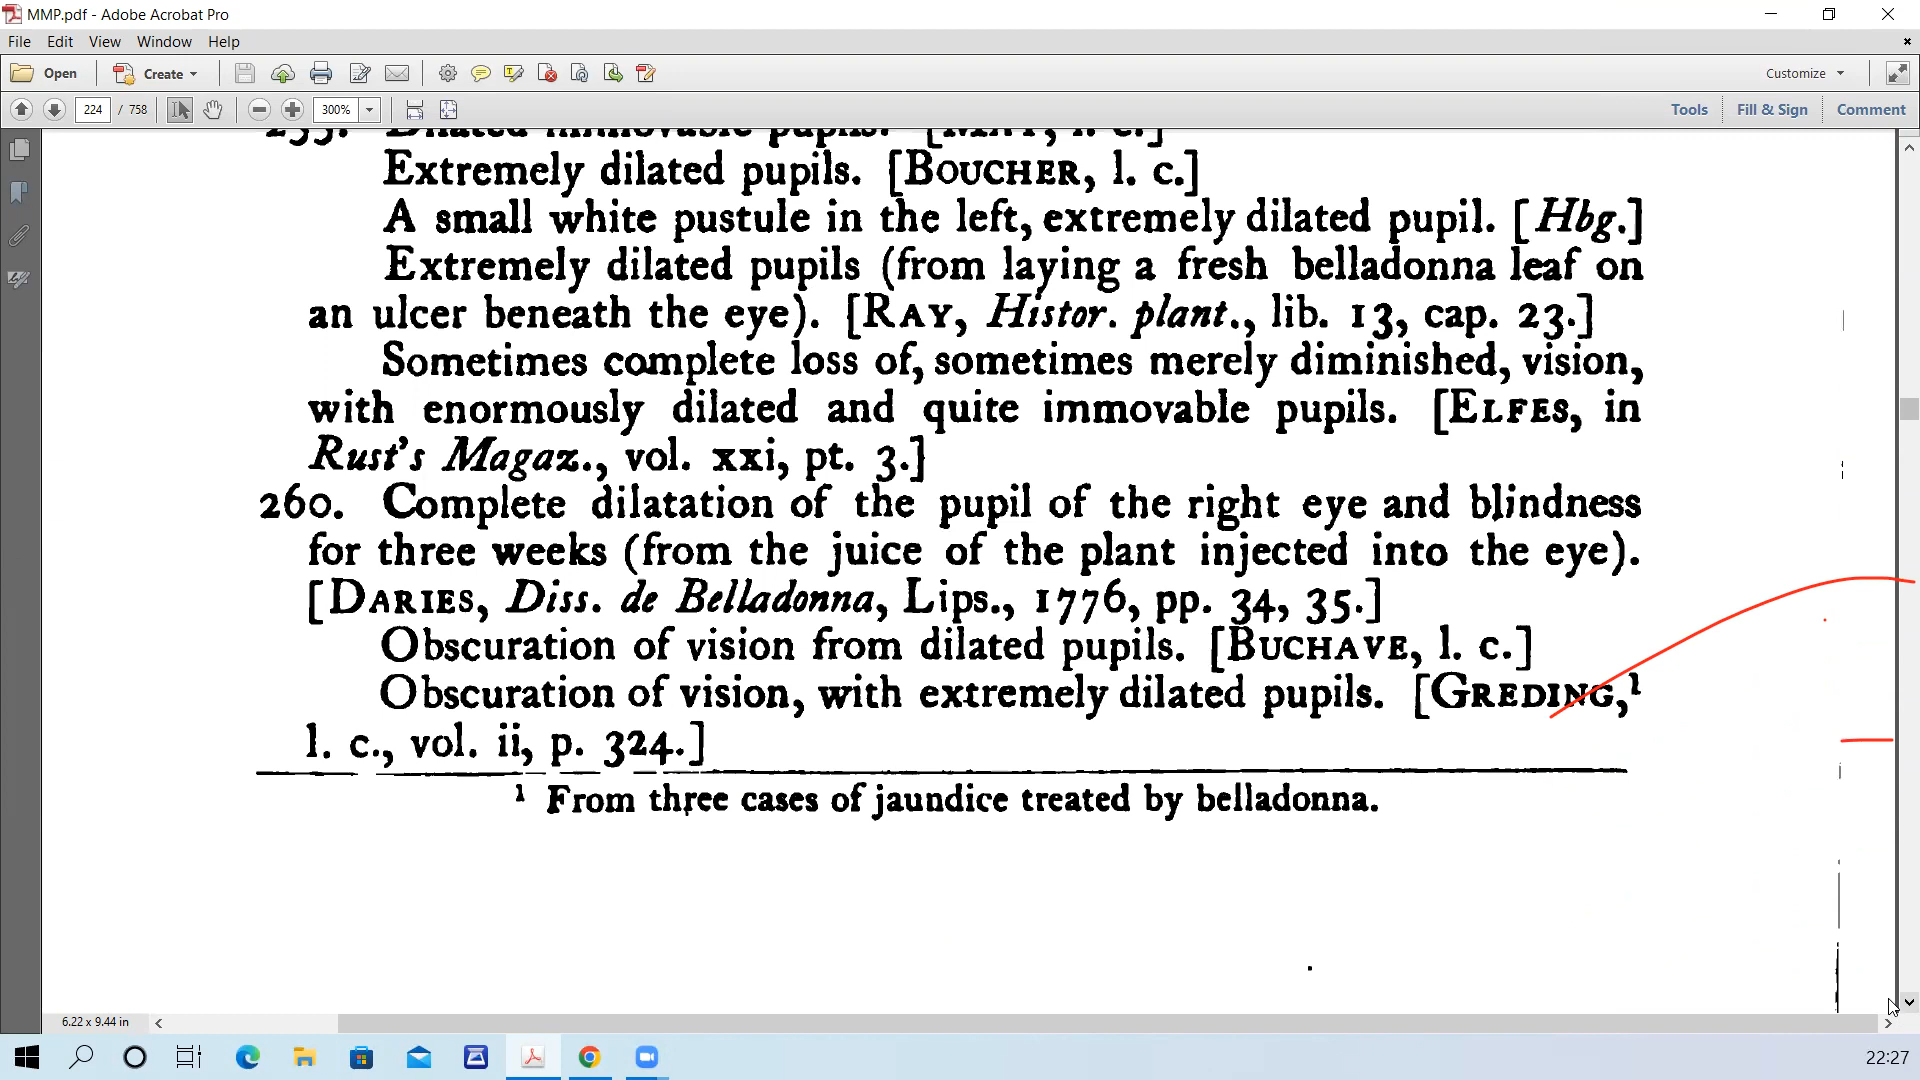 MMP.pdf - Adobe Acrobat Pro
File Edit View Window Help
Open Create Customize
224 / 758 300% Tools Fill & Sign Comment
Dilated immovable pupils. [MAY, l. c.]
Extremely dilated pupils. [BOUCHER, l. c.]
A small white pustule in the left, extremely dilated pupil. [Hbg.]
Extremely dilated pupils (from laying a fresh belladonna leaf on
an ulcer beneath the eye). [RAY, Histor. plant., lib. 13, cap. 23.]
Sometimes complete loss of, sometimes merely diminished, vision,
with enormously dilated and quite immovable pupils. [ELFES, in
Rust's Magaz., vol. xxi, pt. 3.]
260. Complete dilatation of the pupil of the right eye and blindness
for three weeks (from the juice of the plant injected into the eye).
[DARIES, Diss. de Belladonna, Lips., 1776, pp. 34, 35.]
Obscuration of vision from dilated pupils. [BUCHAVE, l. c.]
Obscuration of vision, with extremely dilated pupils. [GREDING,¹
l. c., vol. ii, p. 324.]
¹ From three cases of jaundice treated by belladonna.
6.22 x 9.44 in
22:27